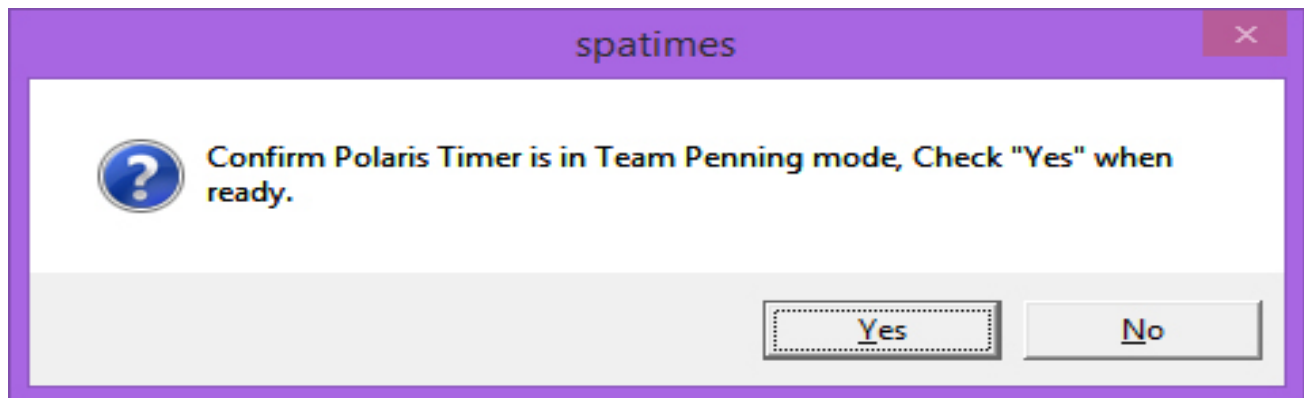 spatimes
Confirm Polaris Timer is in Team Penning mode, Check "Yes" when
ready.
Yes
No